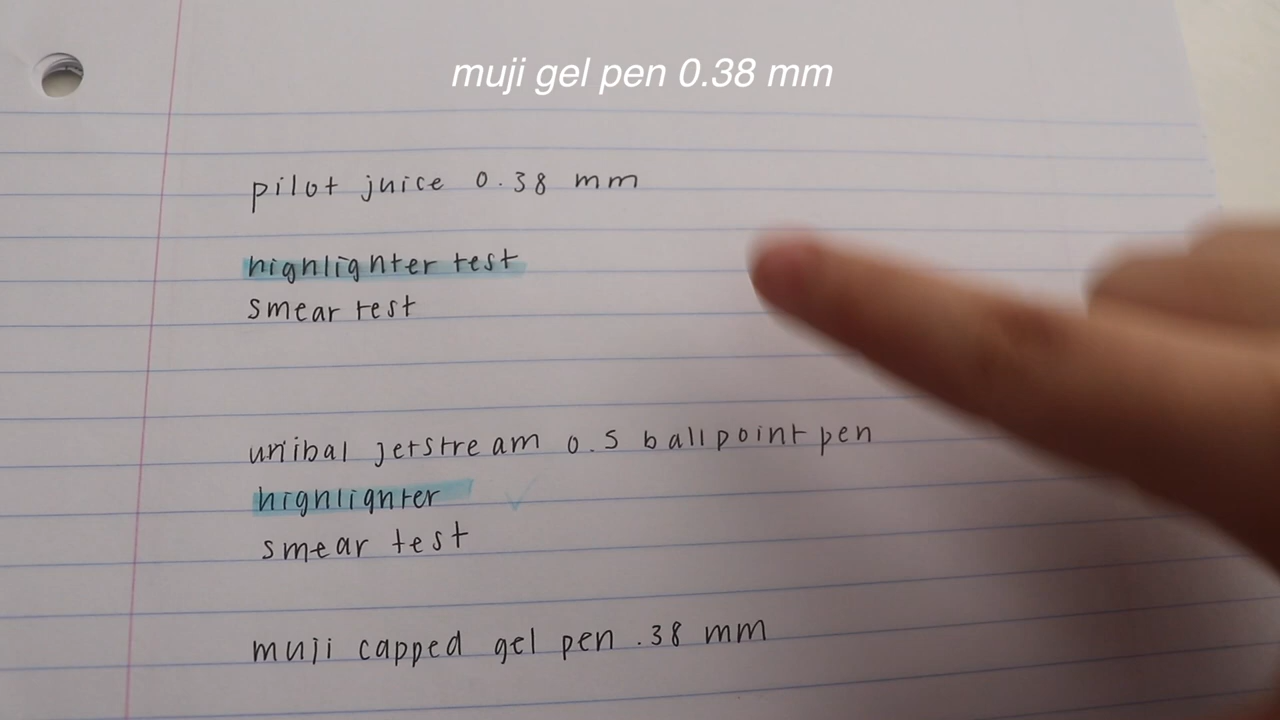 muji gel pen 0.38 mm
pilot juice 0.38 mm
highlighter test
smear test
unibal jetstream 0.5 ballpoint pen
highlighter
smear test
muji capped gel pen .38 mm